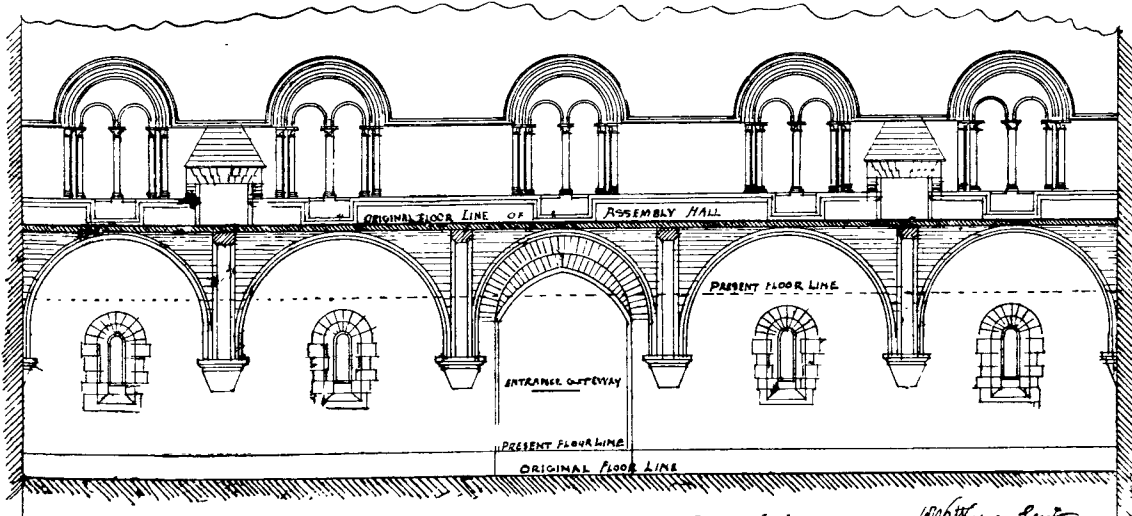 ORIGINAL FLOOR LINE OF ASSEMBLY HALL
PRESENT FLOOR LINE
ENTRANCE GATEWAY
PRESENT FLOOR LINE
ORIGINAL FLOOR LINE